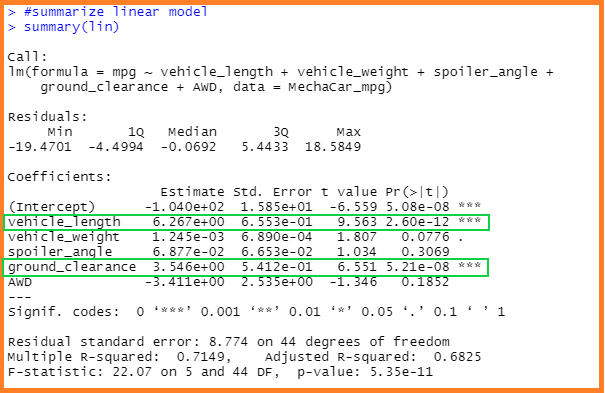 > #summarize linear model
> summary(lin)
Call:
lm(formula = mpg ~ vehicle_length + vehicle_weight + spoiler_angle +
    ground_clearance + AWD, data = MechaCar_mpg)
Residuals:
     Min       1Q   Median       3Q      Max
-19.4701  -4.4994  -0.0692   5.4433  18.5849
Coefficients:
                   Estimate Std. Error t value Pr(>|t|)
(Intercept)      -1.040e+02  1.585e+01  -6.559 5.08e-08 ***
vehicle_length    6.267e+00  6.553e-01   9.563 2.60e-12 ***
vehicle_weight    1.245e-03  6.890e-04   1.807   0.0776 .
spoiler_angle     6.877e-02  6.653e-02   1.034   0.3069
ground_clearance  3.546e+00  5.412e-01   6.551 5.21e-08 ***
AWD              -3.411e+00  2.535e+00  -1.346   0.1852
---
Signif. codes:  0 ‘***’ 0.001 ‘**’ 0.01 ‘*’ 0.05 ‘.’ 0.1 ‘ ’ 1
Residual standard error: 8.774 on 44 degrees of freedom
Multiple R-squared:  0.7149,    Adjusted R-squared:  0.6825
F-statistic: 22.07 on 5 and 44 DF,  p-value: 5.35e-11